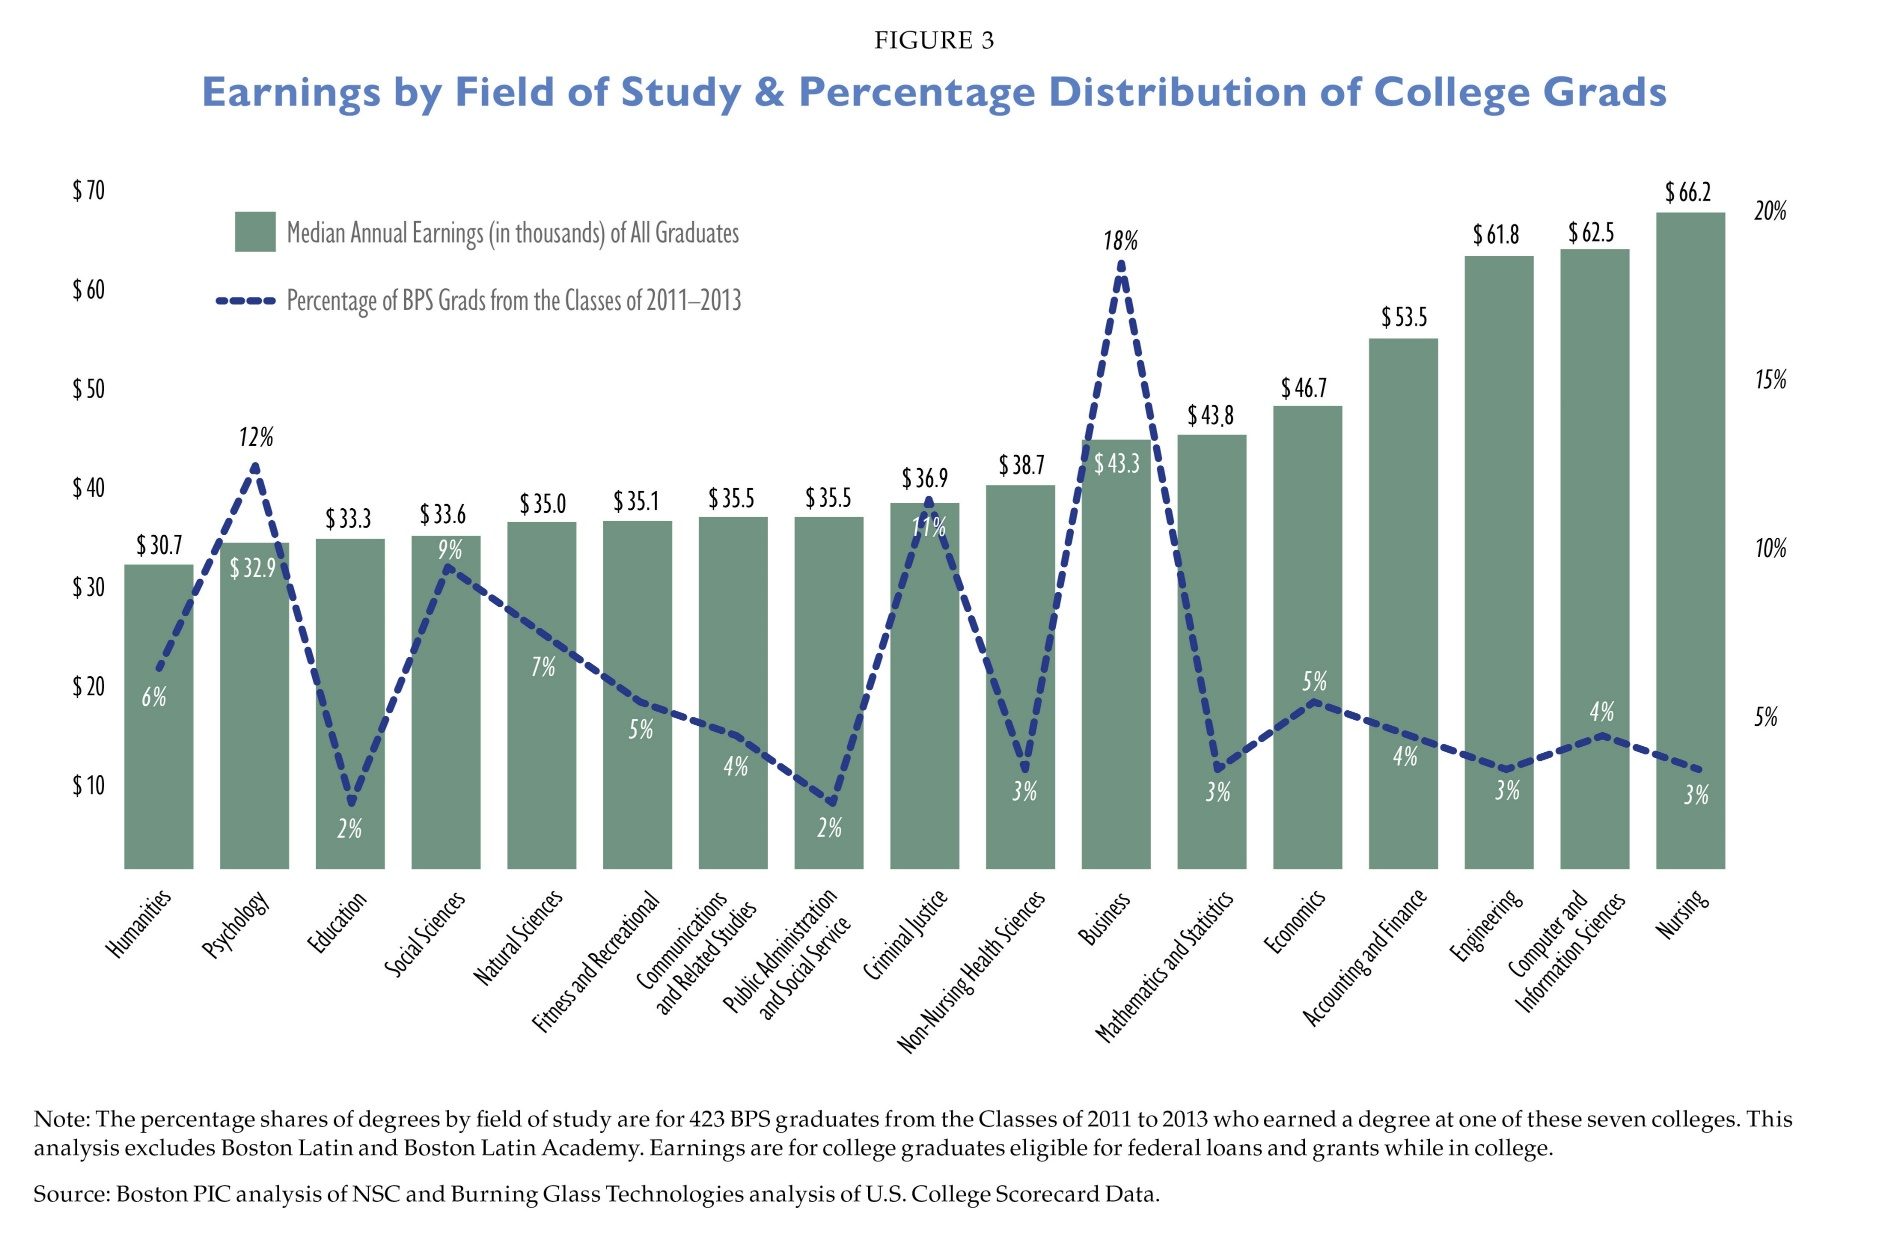 FIGURE 3
Earnings by Field of Study & Percentage Distribution of College Grads
$ 70
$ 60
$ 50
$ 40
$ 30
$ 20
$ 10
Median Annual Earnings (in thousands) of All Graduates
Percentage of BPS Grads from the Classes of 2011–2013
20%
15%
10%
5%
$ 30.7
$ 32.9
$ 33.3
$ 33.6
$ 35.0
$ 35.1
$ 35.5
$ 35.5
$ 36.9
$ 38.7
$ 43.3
$ 43.8
$ 46.7
$ 53.5
$ 61.8
$ 62.5
$ 66.2
6%
12%
2%
9%
7%
5%
4%
2%
11%
3%
18%
3%
5%
4%
3%
4%
3%
Humanities
Psychology
Education
Social Sciences
Natural Sciences
Fitness and Recreational
Communications
and Related Studies
Public Administration
and Social Service
Criminal Justice
Non-Nursing Health Sciences
Business
Mathematics and Statistics
Economics
Accounting and Finance
Engineering
Computer and
Information Sciences
Nursing
Note: The percentage shares of degrees by field of study are for 423 BPS graduates from the Classes of 2011 to 2013 who earned a degree at one of these seven colleges. This
analysis excludes Boston Latin and Boston Latin Academy. Earnings are for college graduates eligible for federal loans and grants while in college.
Source: Boston PIC analysis of NSC and Burning Glass Technologies analysis of U.S. College Scorecard Data.